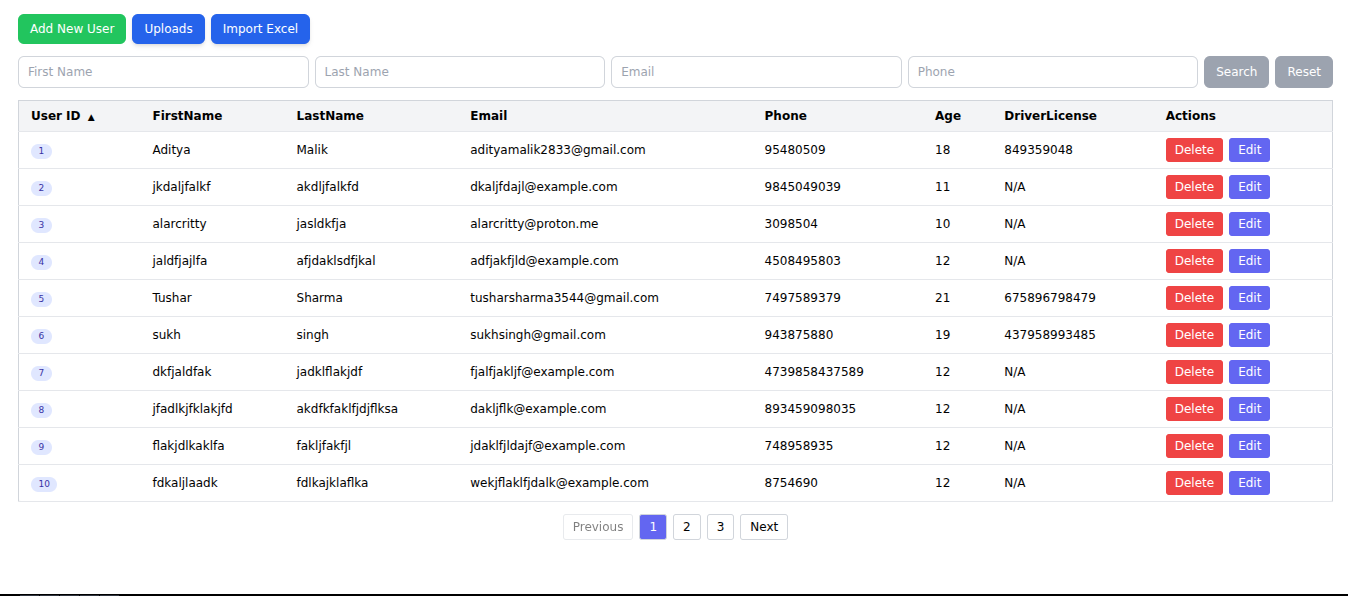 Add New User Uploads Import Excel
First Name Last Name Email Phone Search Reset
User ID ▲ FirstName LastName Email Phone Age DriverLicense Actions
1 Aditya Malik adityamalik2833@gmail.com 95480509 18 849359048 Delete Edit
2 jkdaljfalkf akdljfalkfd dkaljfdajl@example.com 9845049039 11 N/A Delete Edit
3 alarcritty jasldkfja alarcritty@proton.me 3098504 10 N/A Delete Edit
4 jaldfjajlfa afjdaklsdfjkal adfjakfjld@example.com 4508495803 12 N/A Delete Edit
5 Tushar Sharma tusharsharma3544@gmail.com 7497589379 21 675896798479 Delete Edit
6 sukh singh sukhsingh@gmail.com 943875880 19 437958993485 Delete Edit
7 dkfjaldfak jadklflakjdf fjalfjakljf@example.com 4739858437589 12 N/A Delete Edit
8 jfadlkjfklakjfd akdfkfaklfjdjflksa dakljflk@example.com 893459098035 12 N/A Delete Edit
9 flakjdlkaklfa fakljfakfjl jdaklfjldajf@example.com 748958935 12 N/A Delete Edit
10 fdkaljlaadk fdlkajklaflka wekjflaklfjdalk@example.com 8754690 12 N/A Delete Edit
Previous 1 2 3 Next